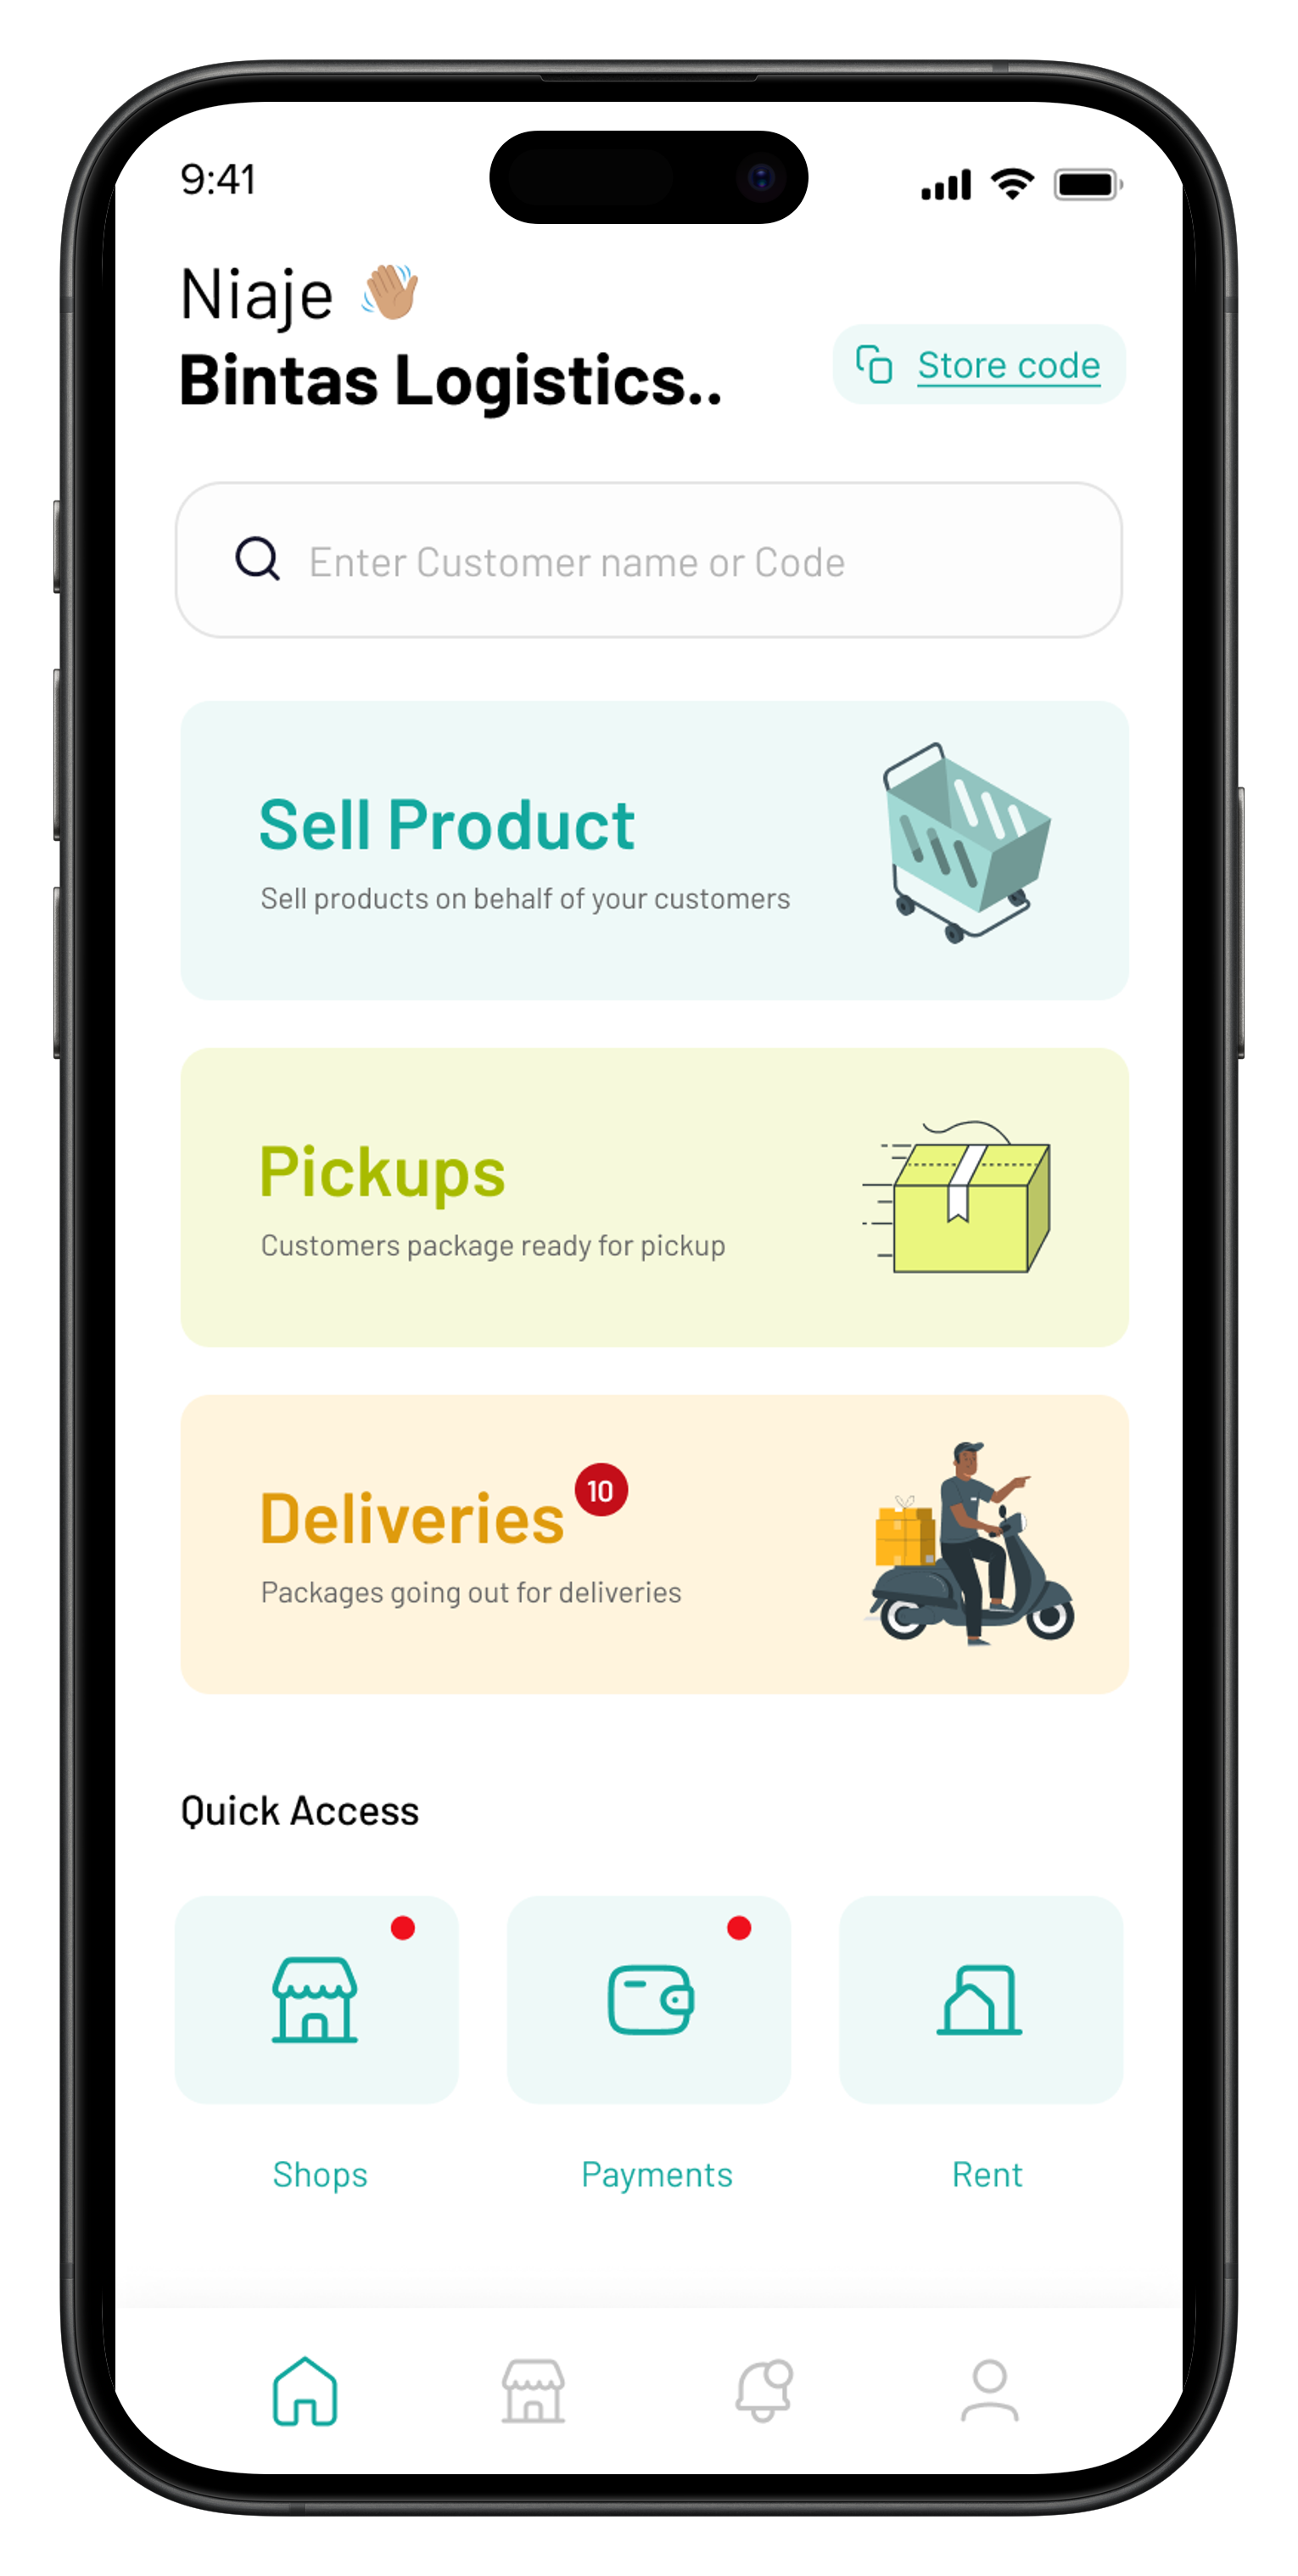 9:41
Niaje 👋🏽
Bintas Logistics..
Store code
Enter Customer name or Code
Sell Product
Sell products on behalf of your customers
Pickups
Customers package ready for pickup
Deliveries 10
Packages going out for deliveries
Quick Access
Shops Payments Rent